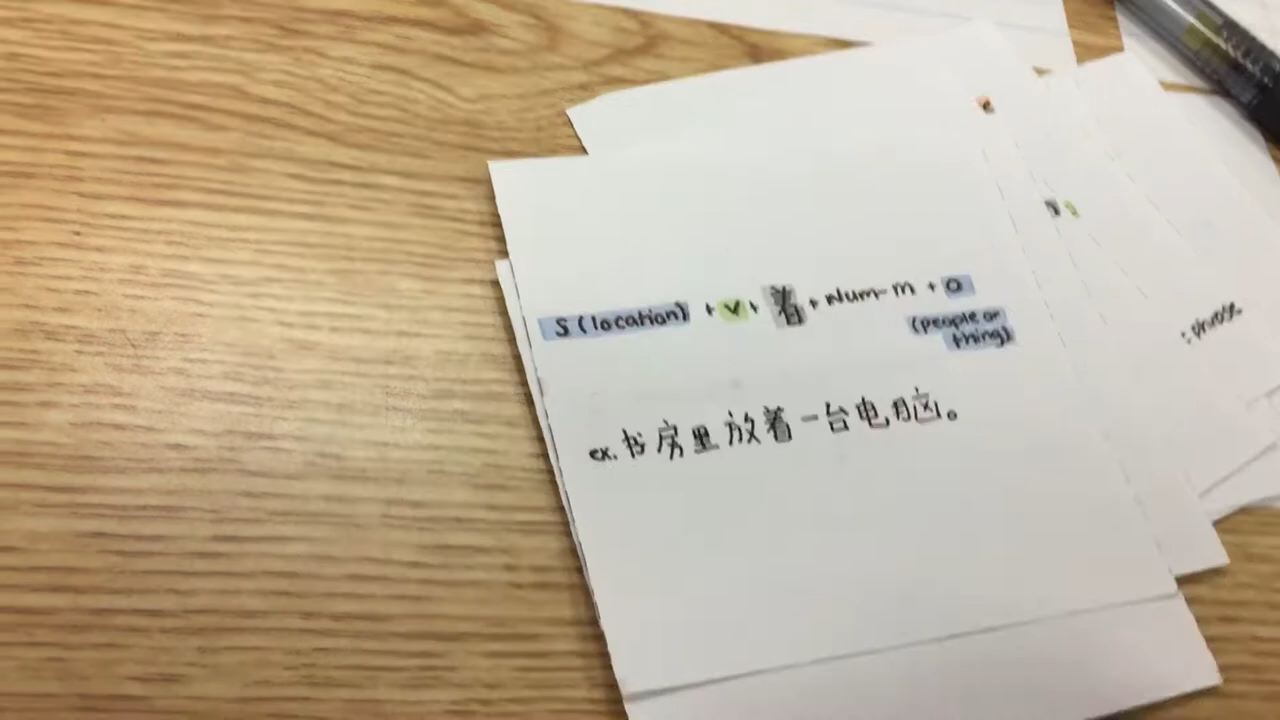 S (location) + V + 着 + Num-m + O
(people or
thing)
ex. 书房里放着一台电脑。